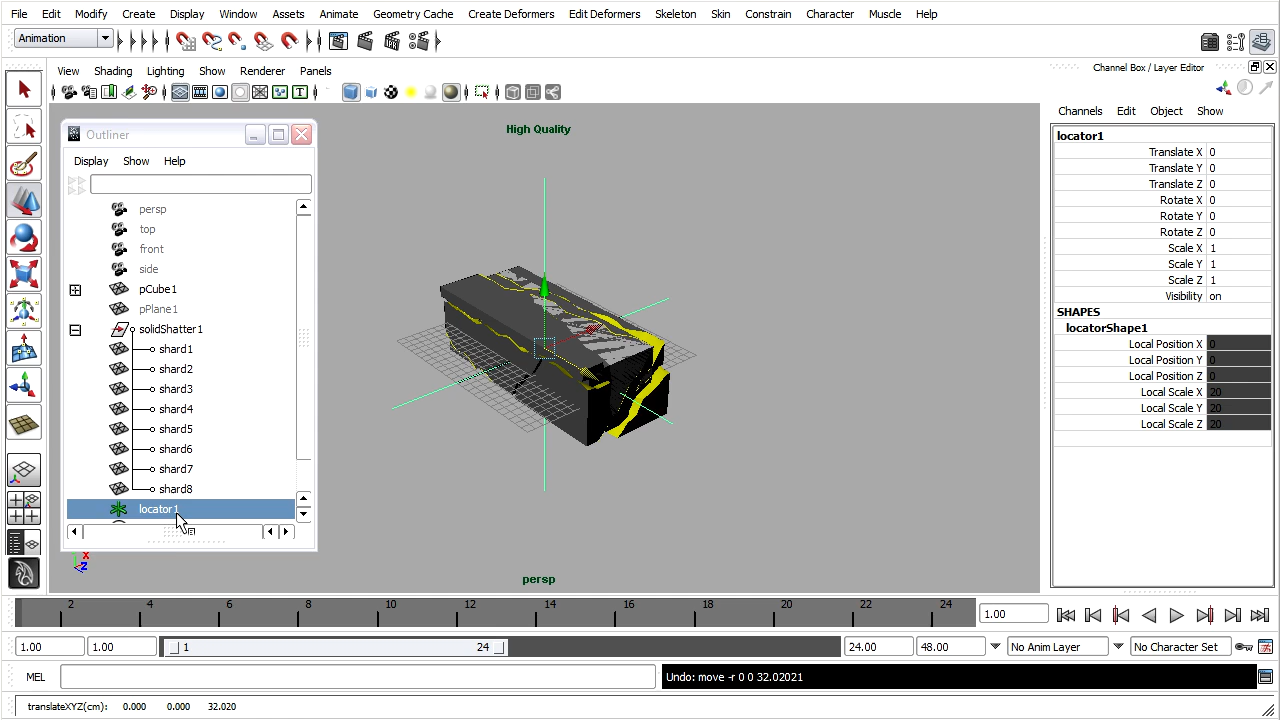 File Edit Modify Create Display Window Assets Animate Geometry Cache Create Deformers Edit Deformers Skeleton Skin Constrain Character Muscle Help
Animation
View Shading Lighting Show Renderer Panels
Channel Box / Layer Editor
Channels Edit Object Show
High Quality
Outliner
Display Show Help
persp
top
front
side
pCube1
pPlane1
solidShatter1
shard1
shard2
shard3
shard4
shard5
shard6
shard7
shard8
locator1
X
Z
persp
locator1
Translate X 0
Translate Y 0
Translate Z 0
Rotate X 0
Rotate Y 0
Rotate Z 0
Scale X 1
Scale Y 1
Scale Z 1
Visibility on
SHAPES
locatorShape1
Local Position X 0
Local Position Y 0
Local Position Z 0
Local Scale X 20
Local Scale Y 20
Local Scale Z 20
2 4 6 8 10 12 14 16 18 20 22 24
1.00
1.00 1.00 1 24 24.00 48.00 No Anim Layer No Character Set
MEL Undo: move -r 0 0 32.02021
translateXYZ(cm): 0.000 0.000 32.020